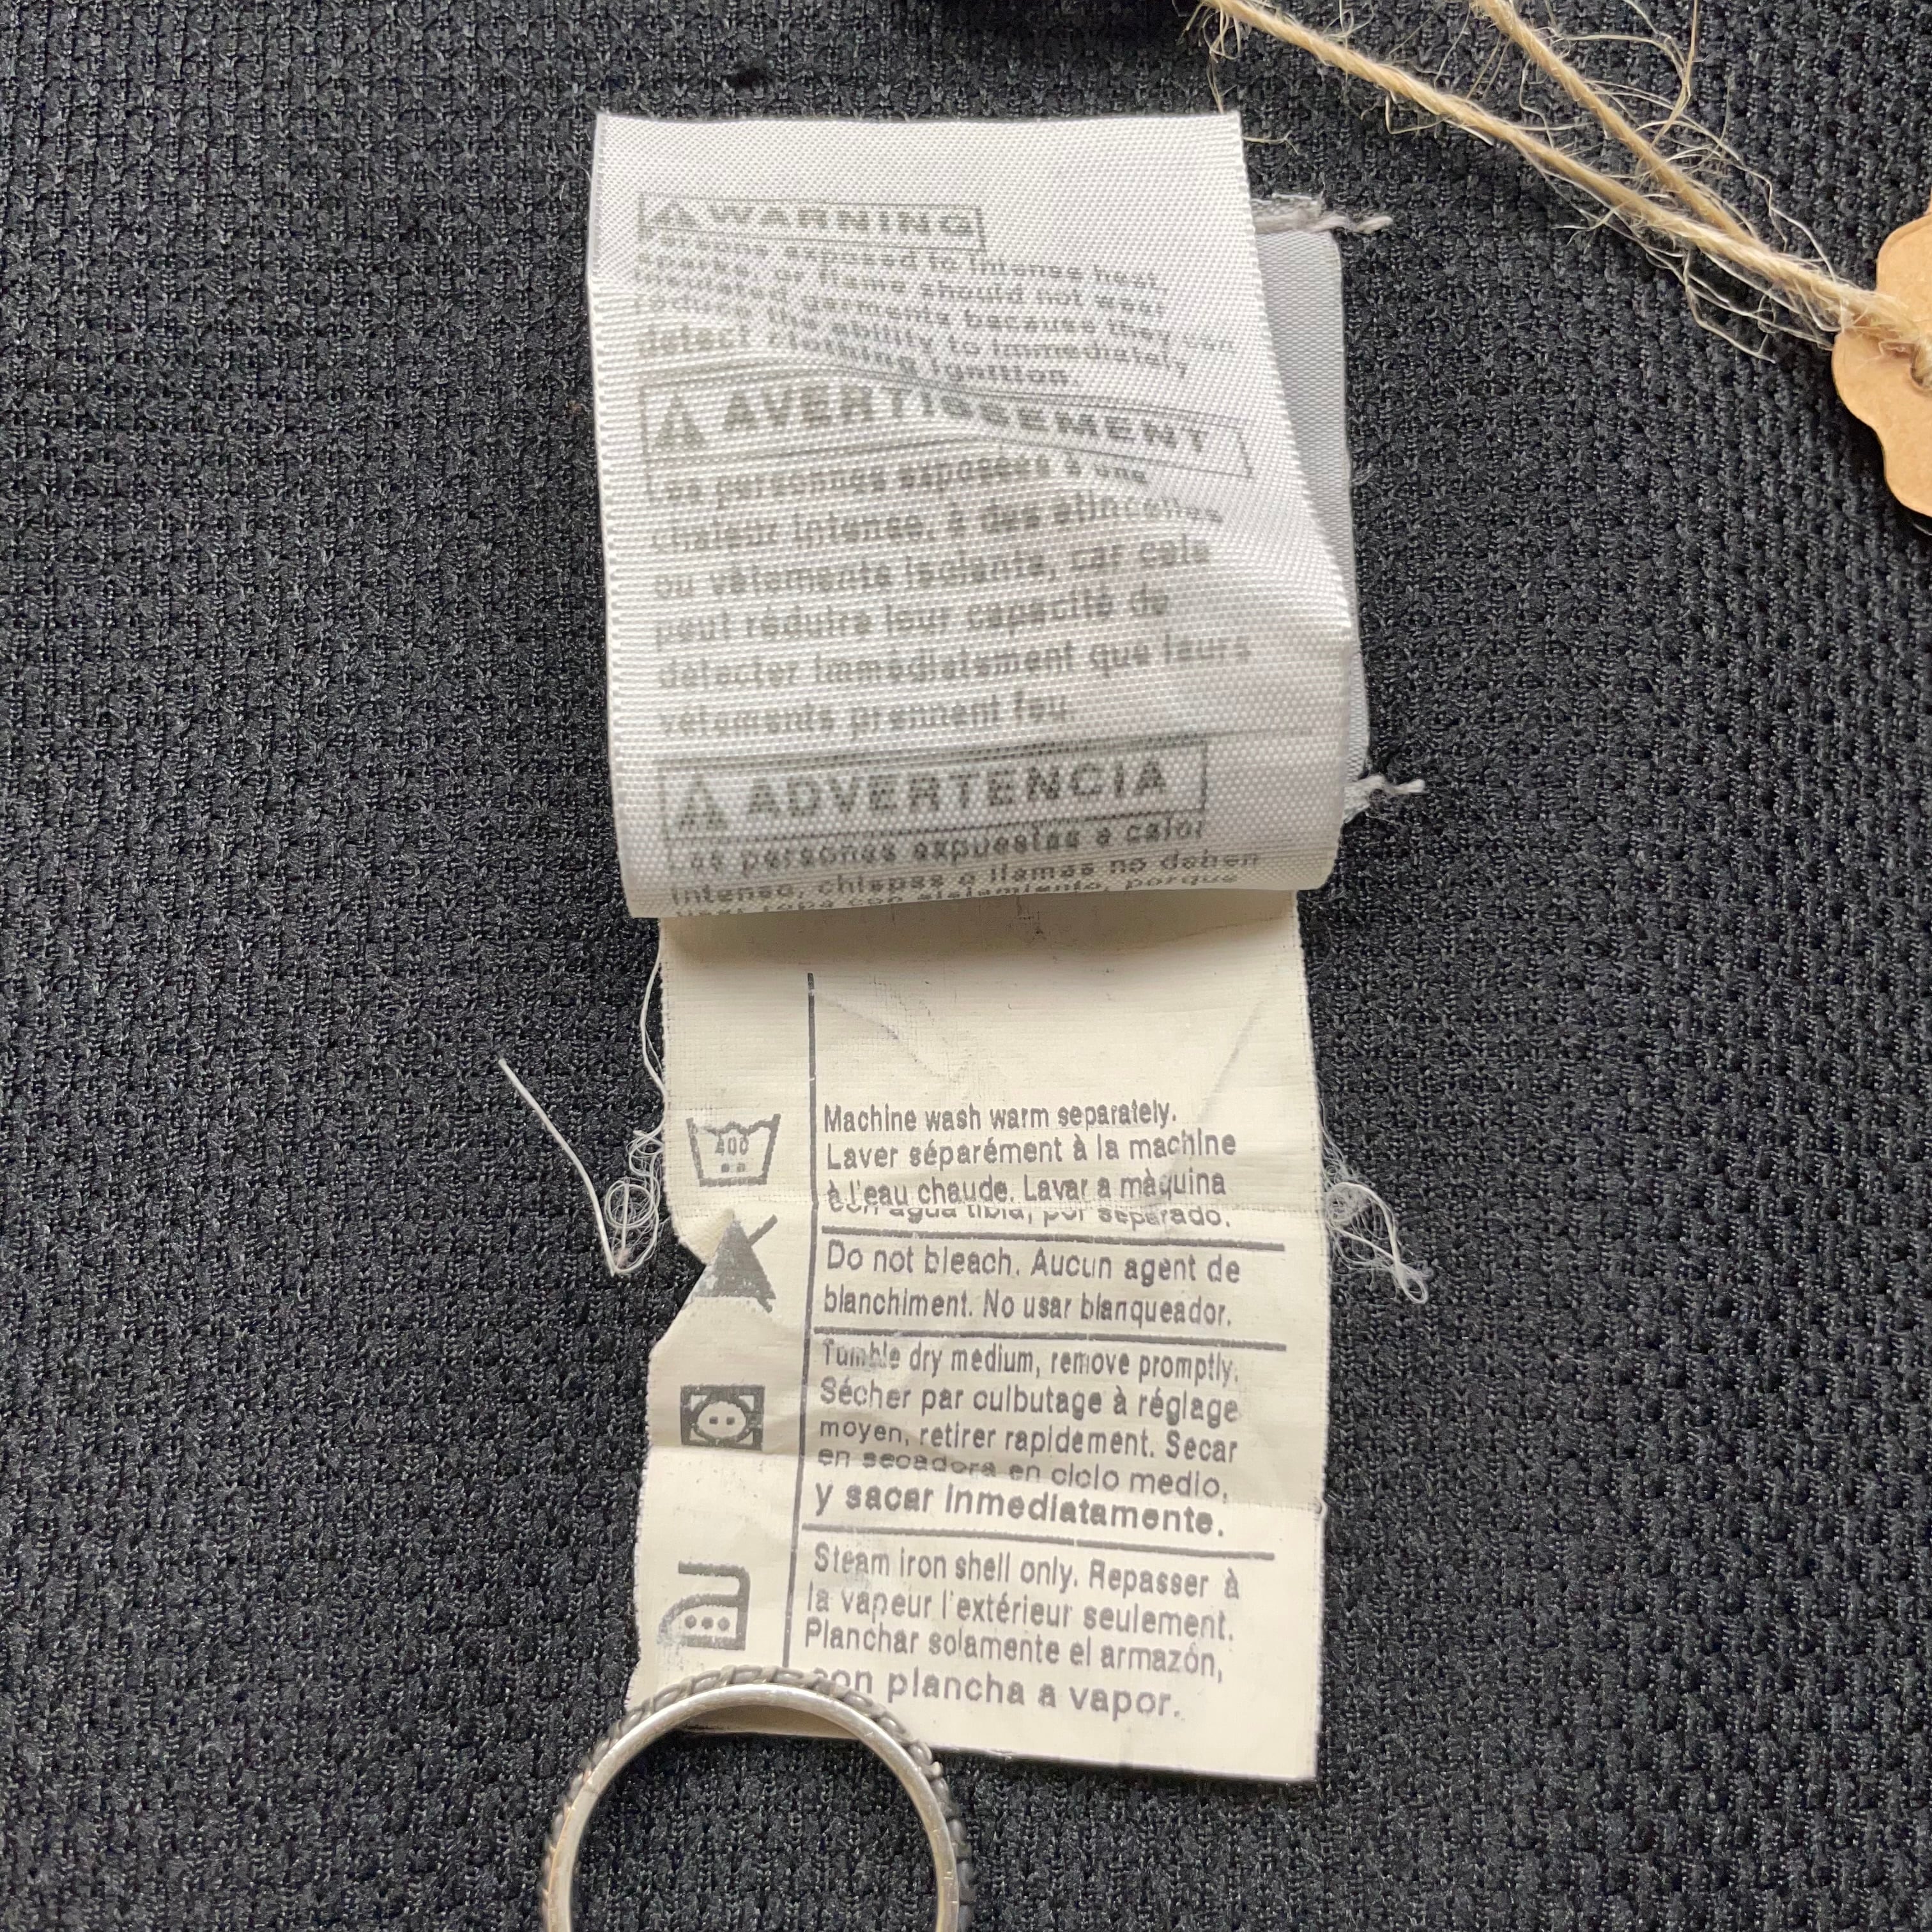 WARNING
Persons exposed to intense heat,
sparks, or flame should not wear
insulated garments because they can
reduce the ability to immediately
detect clothing ignition.
AVERTISSEMENT
Les personnes exposées à une
chaleur intense, à des étincelles
ou vêtements isolants, car cela
peut réduire leur capacité de
détecter immédiatement que leurs
vêtements prennent feu.
ADVERTENCIA
Las personas expuestas a calor
intenso, chispas o llamas no deben
ropa con aislamiento, porque
400
Machine wash warm separately.
Laver séparément à la machine
à l'eau chaude. Lavar a màquina
con agua tibia, por separado.
Do not bleach. Aucun agent de
blanchiment. No usar blanqueador.
Tumble dry medium, remove promptly.
Sécher par culbutage à réglage
moyen, retirer rapidement. Secar
en secadora en ciclo medio,
y sacar inmediatamente.
Steam iron shell only. Repasser à
la vapeur l'extérieur seulement.
Planchar solamente el armazón,
con plancha a vapor.